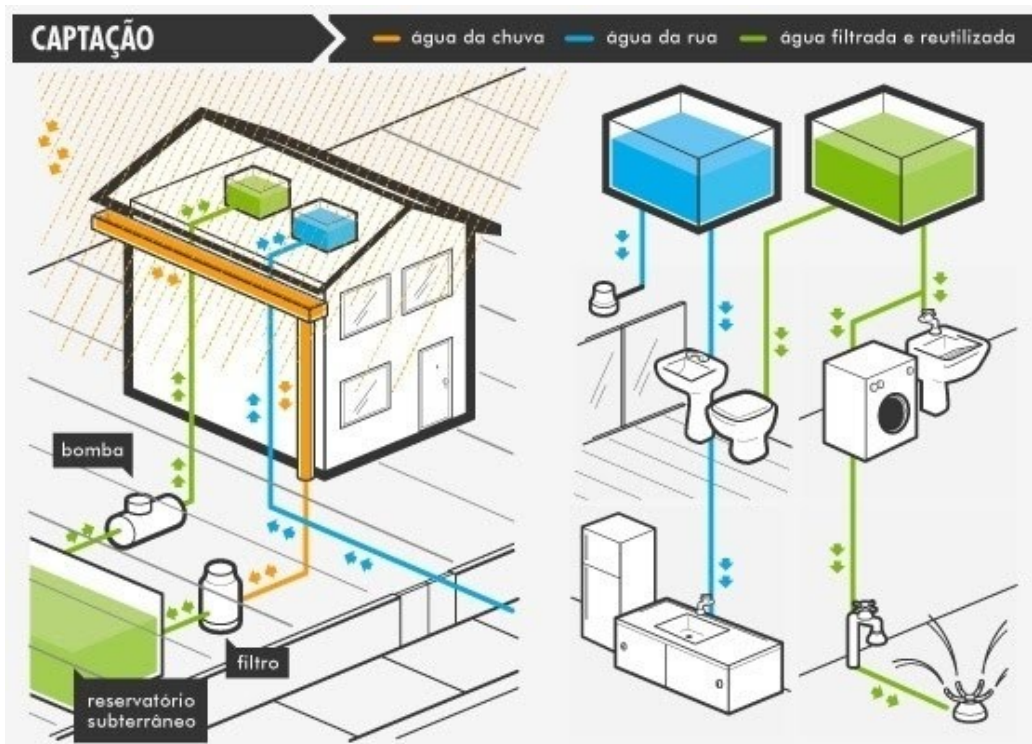 CAPTAÇÃO
água da chuva
água da rua
água filtrada e reutilizada
bomba
filtro
reservatório
subterrâneo